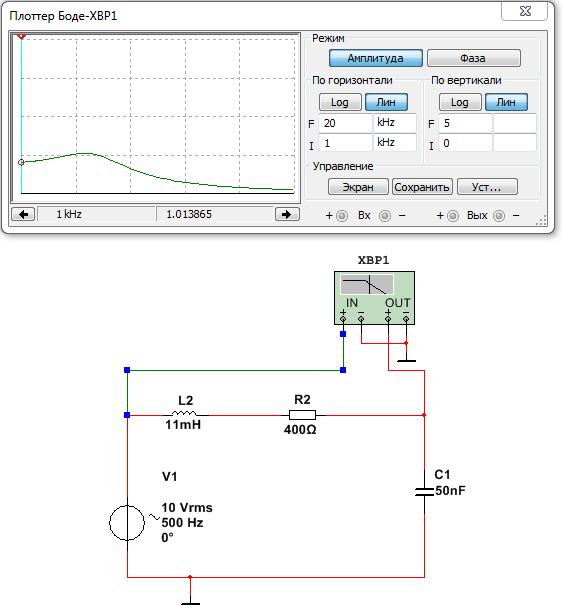 Плоттер Боде-XBP1
Режим
Амплитуда Фаза
По горизонтали По вертикали
Log Лин Log Лин
F 20 kHz F 5
I 1 kHz I 0
Управление
Экран Сохранить Уст...
1 kHz 1.013865
+ Вх − + Вых −
XBP1
IN OUT
+ − + −
L2
11mH
R2
400Ω
C1
50nF
V1
10 Vrms
500 Hz
0°